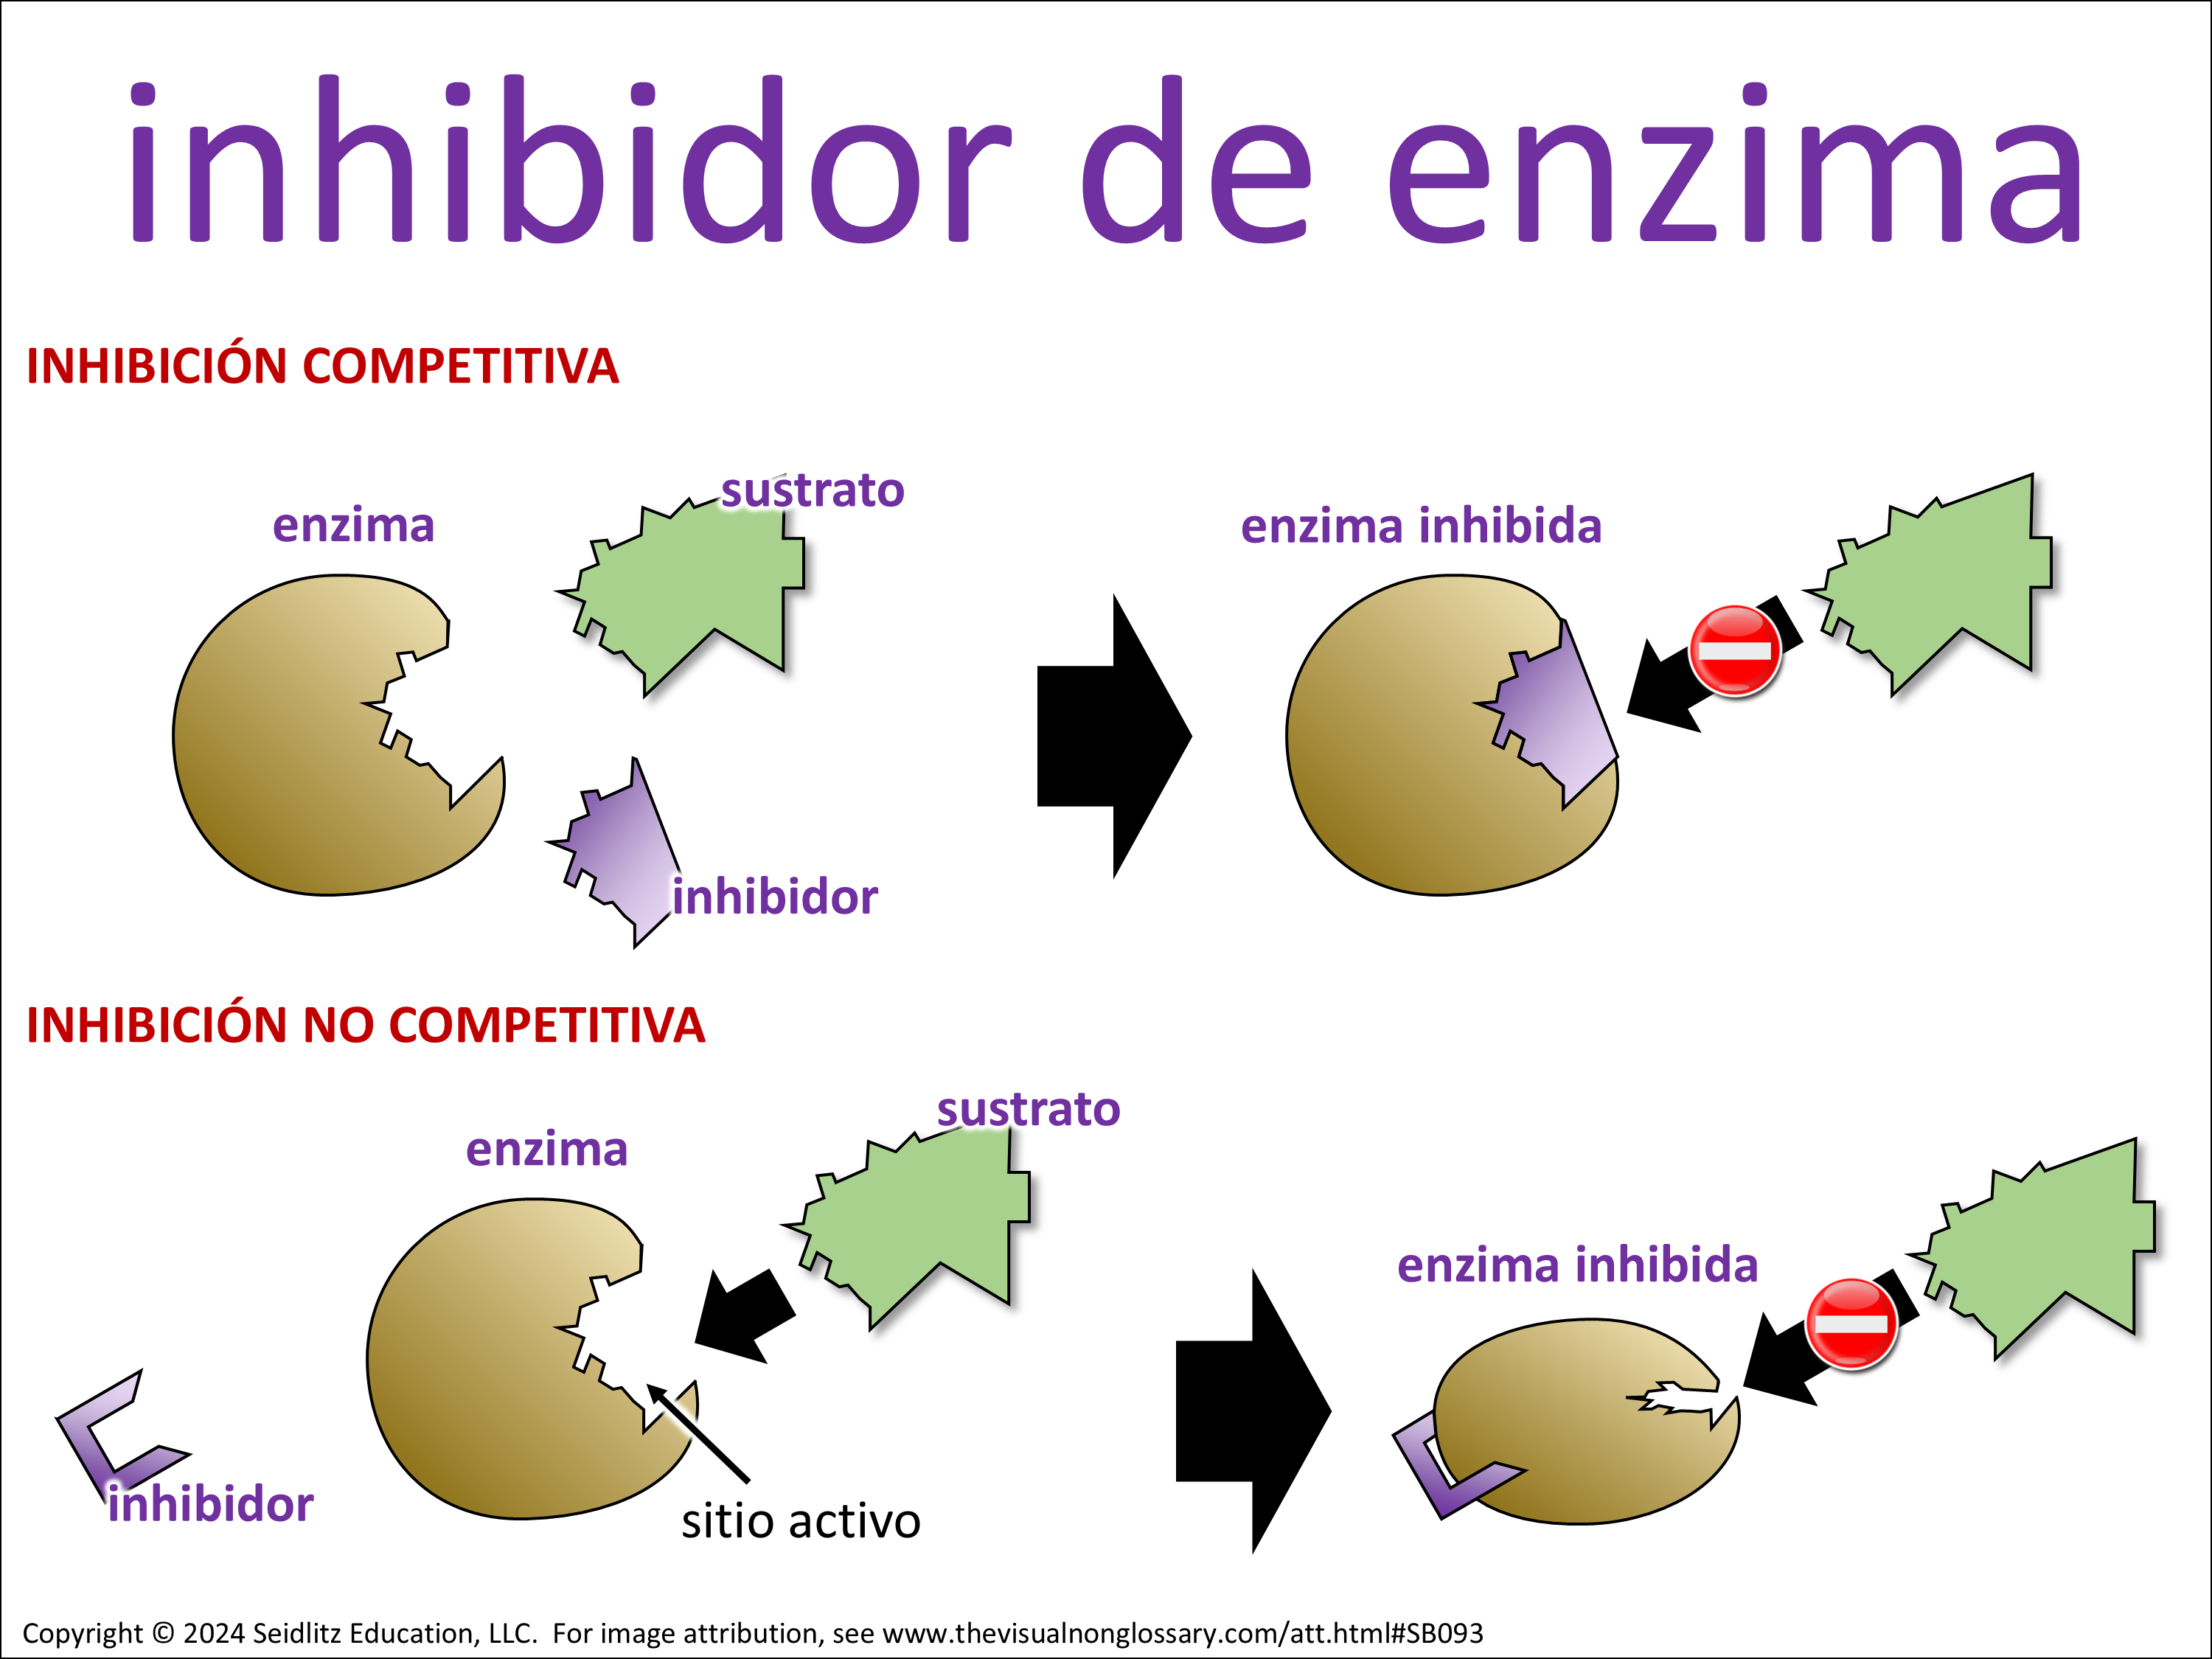 inhibidor de enzima
INHIBICIÓN COMPETITIVA
sustrato
enzima
enzima inhibida
inhibidor
INHIBICIÓN NO COMPETITIVA
sustrato
enzima
enzima inhibida
inhibidor
sitio activo
Copyright © 2024 Seidlitz Education, LLC.  For image attribution, see www.thevisualnonglossary.com/att.html#SB093